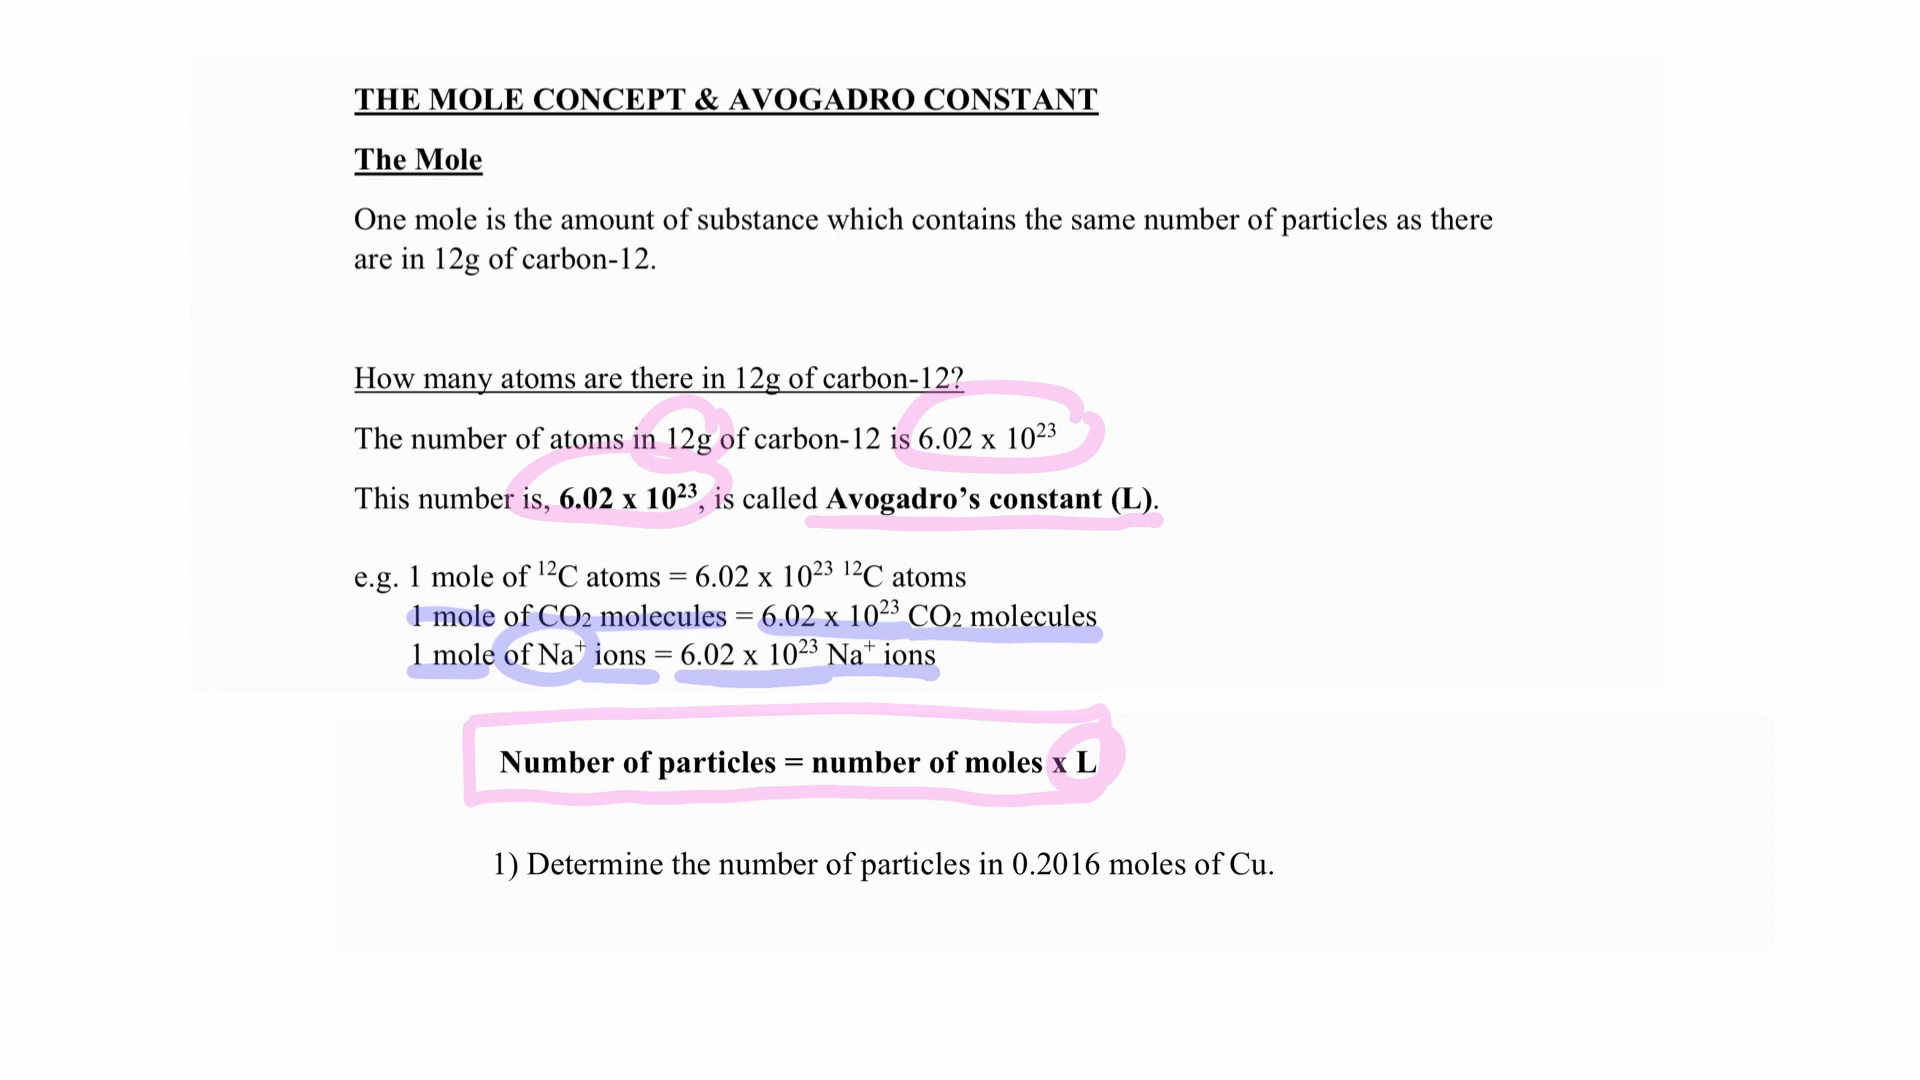 THE MOLE CONCEPT & AVOGADRO CONSTANT
The Mole
One mole is the amount of substance which contains the same number of particles as there
are in 12g of carbon-12.
How many atoms are there in 12g of carbon-12?
The number of atoms in 12g of carbon-12 is 6.02 x 10²³
This number is, 6.02 x 10²³, is called Avogadro’s constant (L).
e.g. 1 mole of ¹²C atoms = 6.02 x 10²³ ¹²C atoms
1 mole of CO₂ molecules = 6.02 x 10²³ CO₂ molecules
1 mole of Na⁺ ions = 6.02 x 10²³ Na⁺ ions
Number of particles = number of moles x L
1) Determine the number of particles in 0.2016 moles of Cu.